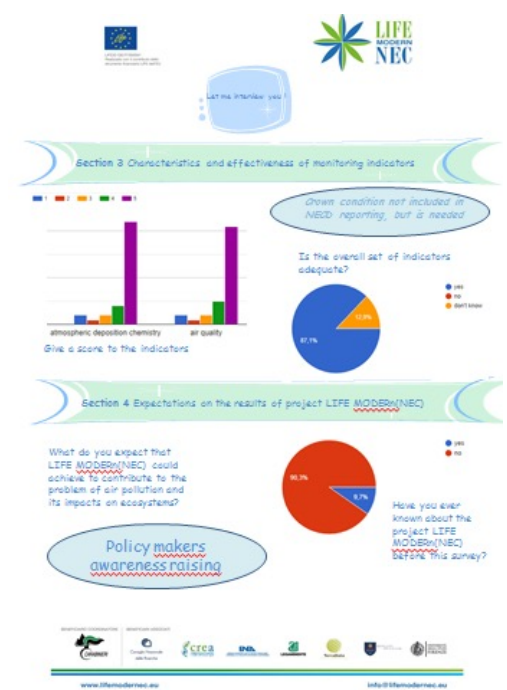 LIFE
MODERN
NEC
Let me interview you !
Section 3 Characteristics and effectiveness of monitoring indicators
1 2 3 4 5
Crown condition not included in
NECD reporting, but is needed
Is the overall set of indicators
adequate?
yes
no
don't know
12,9%
87,1%
atmospheric deposition chemistry
air quality
Give a score to the indicators
Section 4 Expectations on the results of project LIFE MODERn(NEC)
What do you expect that
LIFE MODERn(NEC) could
achieve to contribute to the
problem of air pollution and
its impacts on ecosystems?
yes
no
90,3%
9,7%
Have you ever
known about the
project LIFE
MODERn(NEC)
before this survey?
Policy makers
awareness raising
crea
www.lifemodernec.eu
info@lifemodernec.eu